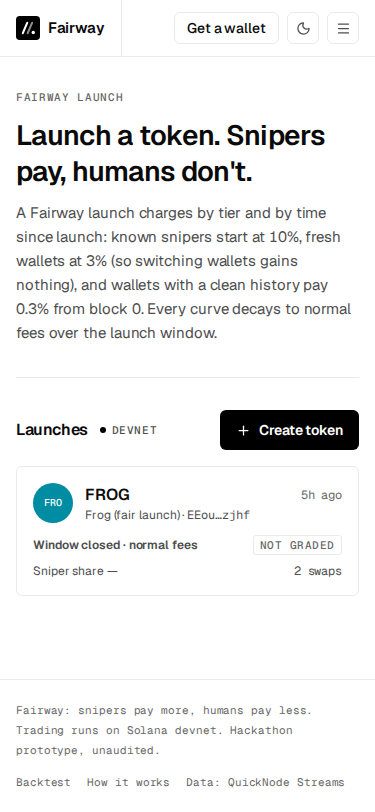 Fairway
Get a wallet
FAIRWAY LAUNCH
Launch a token. Snipers
pay, humans don't.
A Fairway launch charges by tier and by time
since launch: known snipers start at 10%, fresh
wallets at 3% (so switching wallets gains
nothing), and wallets with a clean history pay
0.3% from block 0. Every curve decays to normal
fees over the launch window.
Launches
DEVNET
+ Create token
FRO
FROG
5h ago
Frog (fair launch) · EEou…zjhf
Window closed · normal fees
NOT GRADED
Sniper share —
2 swaps
Fairway: snipers pay more, humans pay less.
Trading runs on Solana devnet. Hackathon
prototype, unaudited.
Backtest How it works Data: QuickNode Streams